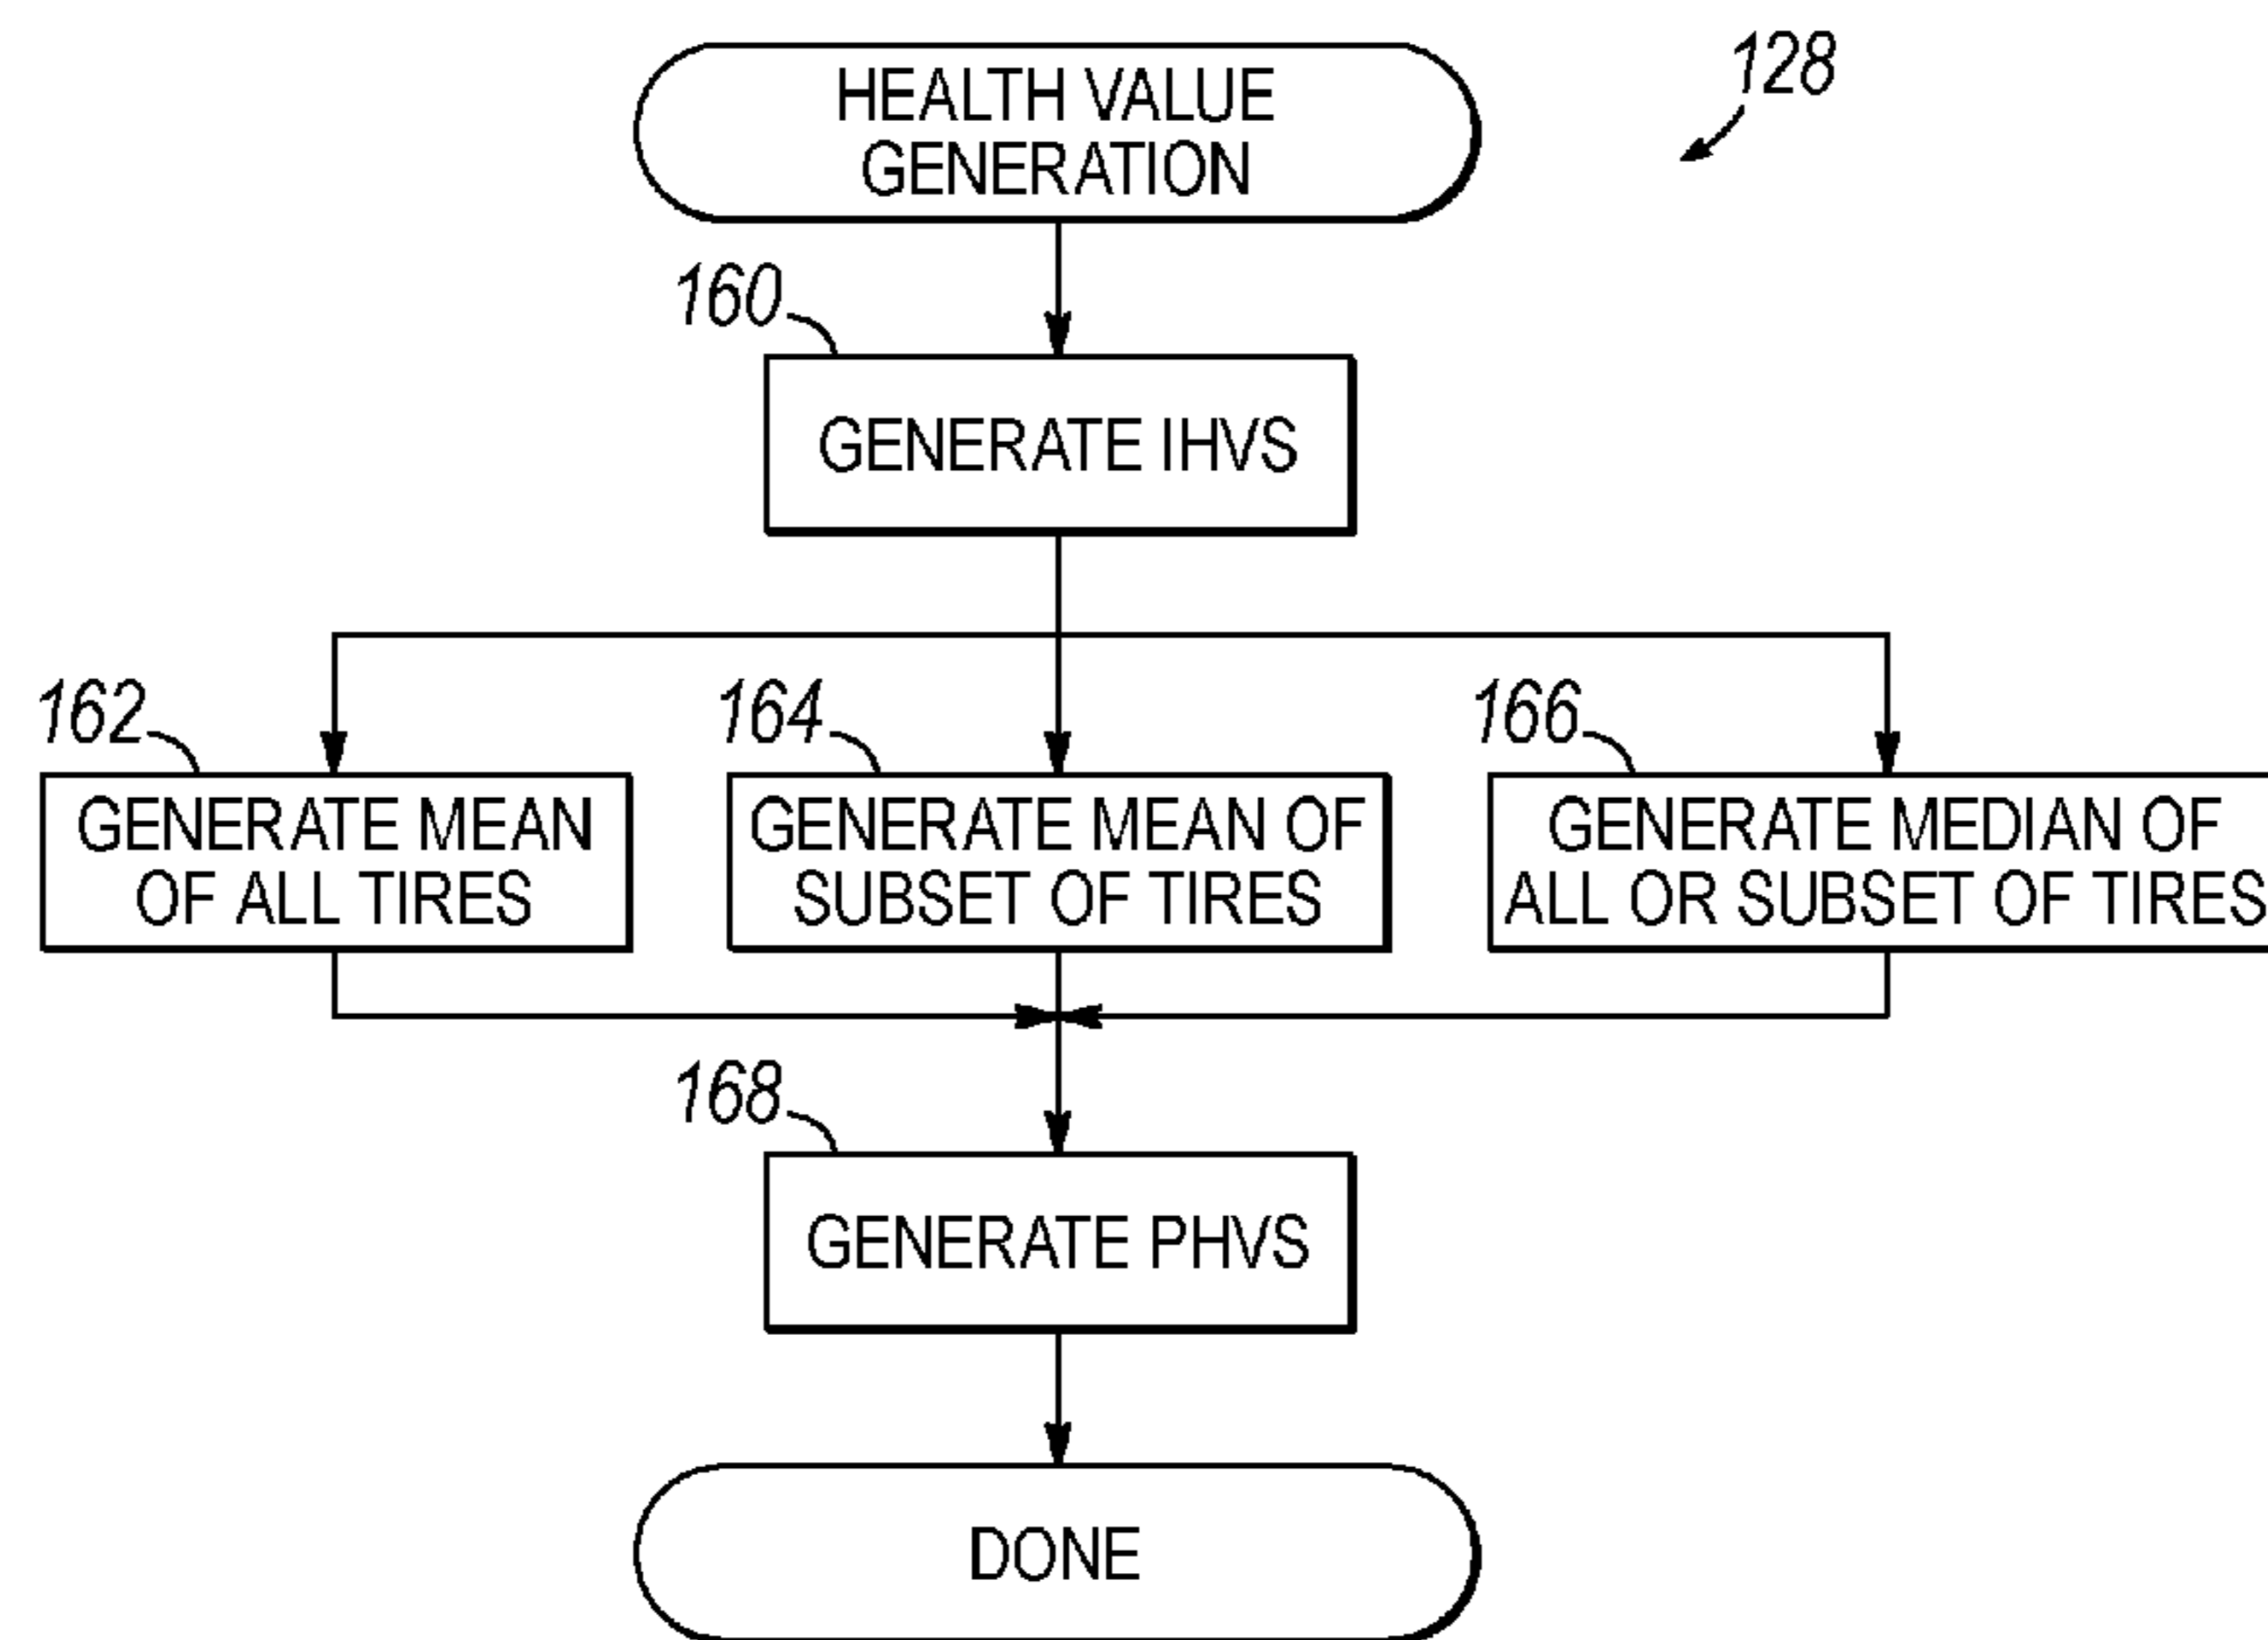 128
HEALTH VALUE
GENERATION
160
GENERATE IHVS
162
164
166
GENERATE MEAN
OF ALL TIRES
GENERATE MEAN OF
SUBSET OF TIRES
GENERATE MEDIAN OF
ALL OR SUBSET OF TIRES
168
GENERATE PHVS
DONE